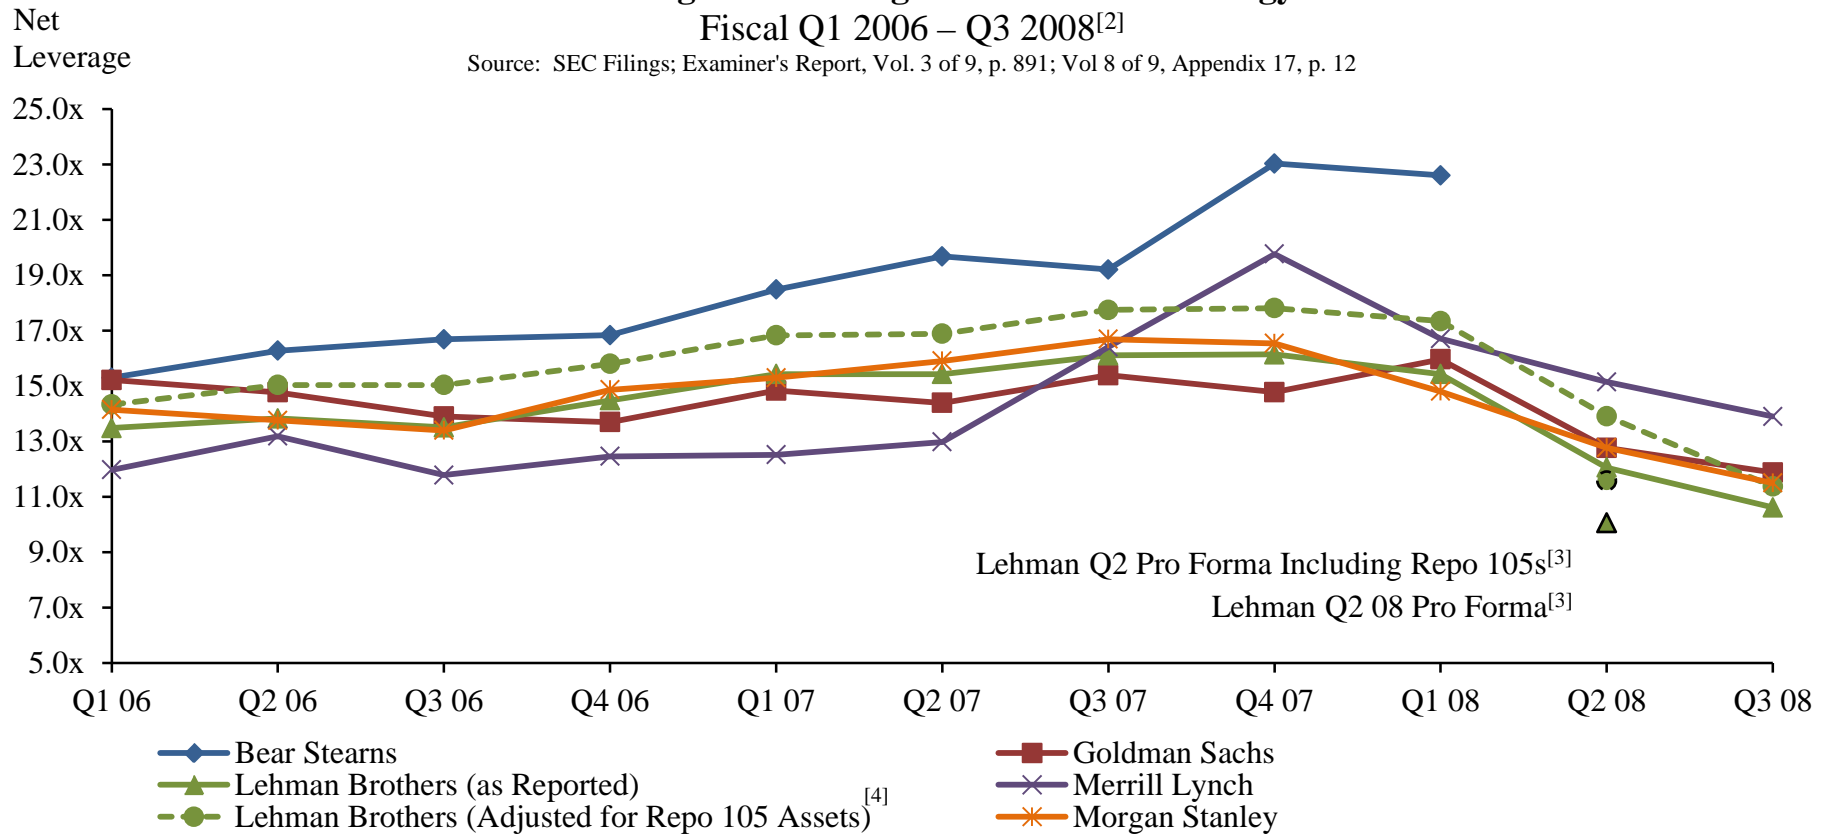 Net
Leverage
Fiscal Q1 2006 – Q3 2008[2]
Source: SEC Filings; Examiner's Report, Vol. 3 of 9, p. 891; Vol 8 of 9, Appendix 17, p. 12
25.0x
23.0x
21.0x
19.0x
17.0x
15.0x
13.0x
11.0x
9.0x
7.0x
5.0x
Lehman Q2 Pro Forma Including Repo 105s[3]
Lehman Q2 08 Pro Forma[3]
Q1 06 Q2 06 Q3 06 Q4 06 Q1 07 Q2 07 Q3 07 Q4 07 Q1 08 Q2 08 Q3 08
Bear Stearns
Goldman Sachs
Lehman Brothers (as Reported)
Merrill Lynch
Lehman Brothers (Adjusted for Repo 105 Assets)[4]
Morgan Stanley